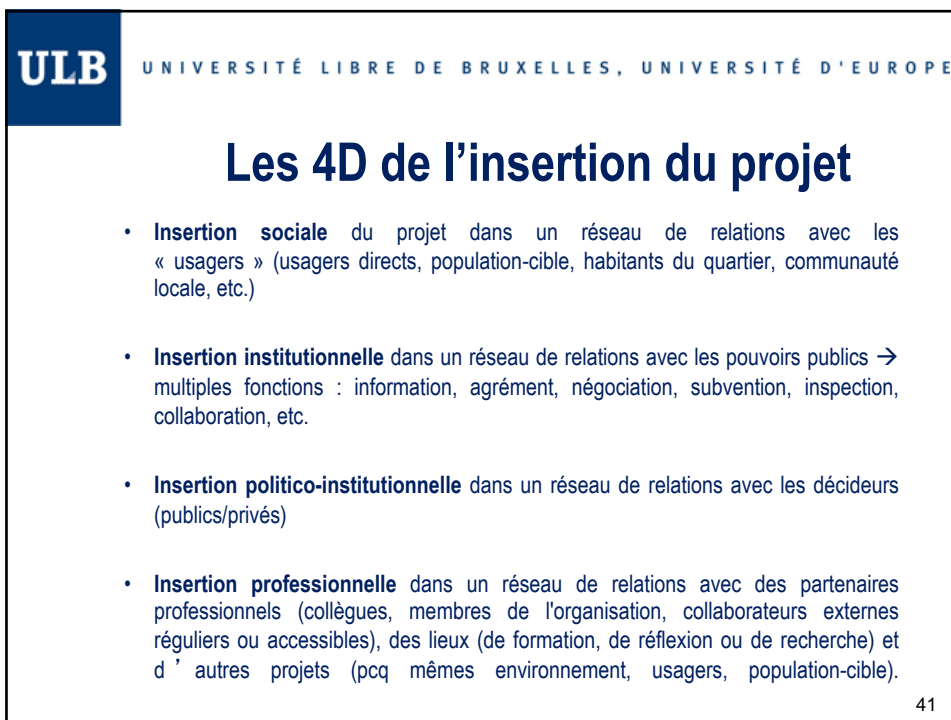 ULB UNIVERSITÉ LIBRE DE BRUXELLES, UNIVERSITÉ D'EUROPE
Les 4D de l’insertion du projet
• Insertion sociale du projet dans un réseau de relations avec les
« usagers » (usagers directs, population-cible, habitants du quartier, communauté
locale, etc.)
• Insertion institutionnelle dans un réseau de relations avec les pouvoirs publics →
multiples fonctions : information, agrément, négociation, subvention, inspection,
collaboration, etc.
• Insertion politico-institutionnelle dans un réseau de relations avec les décideurs
(publics/privés)
• Insertion professionnelle dans un réseau de relations avec des partenaires
professionnels (collègues, membres de l'organisation, collaborateurs externes
réguliers ou accessibles), des lieux (de formation, de réflexion ou de recherche) et
d ’ autres projets (pcq mêmes environnement, usagers, population-cible).
41